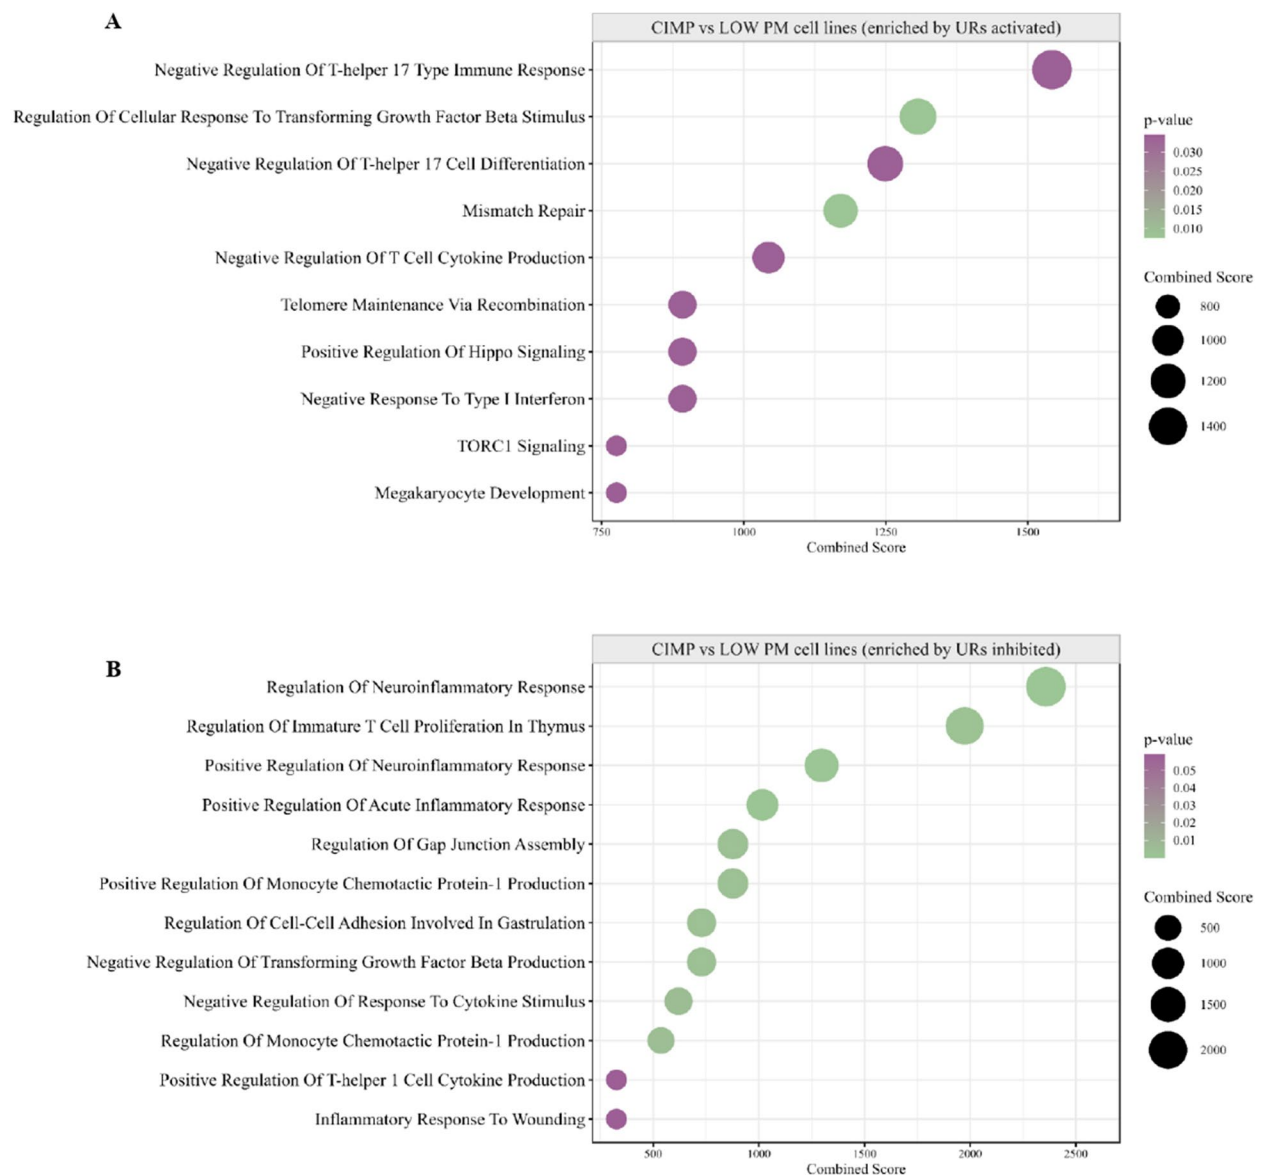 A
CIMP vs LOW PM cell lines (enriched by URs activated)
Negative Regulation Of T-helper 17 Type Immune Response
Regulation Of Cellular Response To Transforming Growth Factor Beta Stimulus
Negative Regulation Of T-helper 17 Cell Differentiation
Mismatch Repair
Negative Regulation Of T Cell Cytokine Production
Telomere Maintenance Via Recombination
Positive Regulation Of Hippo Signaling
Negative Response To Type I Interferon
TORC1 Signaling
Megakaryocyte Development
750 1000 1250 1500
Combined Score
p-value
0.030
0.025
0.020
0.015
0.010
Combined Score
800
1000
1200
1400
B
CIMP vs LOW PM cell lines (enriched by URs inhibited)
Regulation Of Neuroinflammatory Response
Regulation Of Immature T Cell Proliferation In Thymus
Positive Regulation Of Neuroinflammatory Response
Positive Regulation Of Acute Inflammatory Response
Regulation Of Gap Junction Assembly
Positive Regulation Of Monocyte Chemotactic Protein-1 Production
Regulation Of Cell-Cell Adhesion Involved In Gastrulation
Negative Regulation Of Transforming Growth Factor Beta Production
Negative Regulation Of Response To Cytokine Stimulus
Regulation Of Monocyte Chemotactic Protein-1 Production
Positive Regulation Of T-helper 1 Cell Cytokine Production
Inflammatory Response To Wounding
500 1000 1500 2000 2500
Combined Score
p-value
0.05
0.04
0.03
0.02
0.01
Combined Score
500
1000
1500
2000